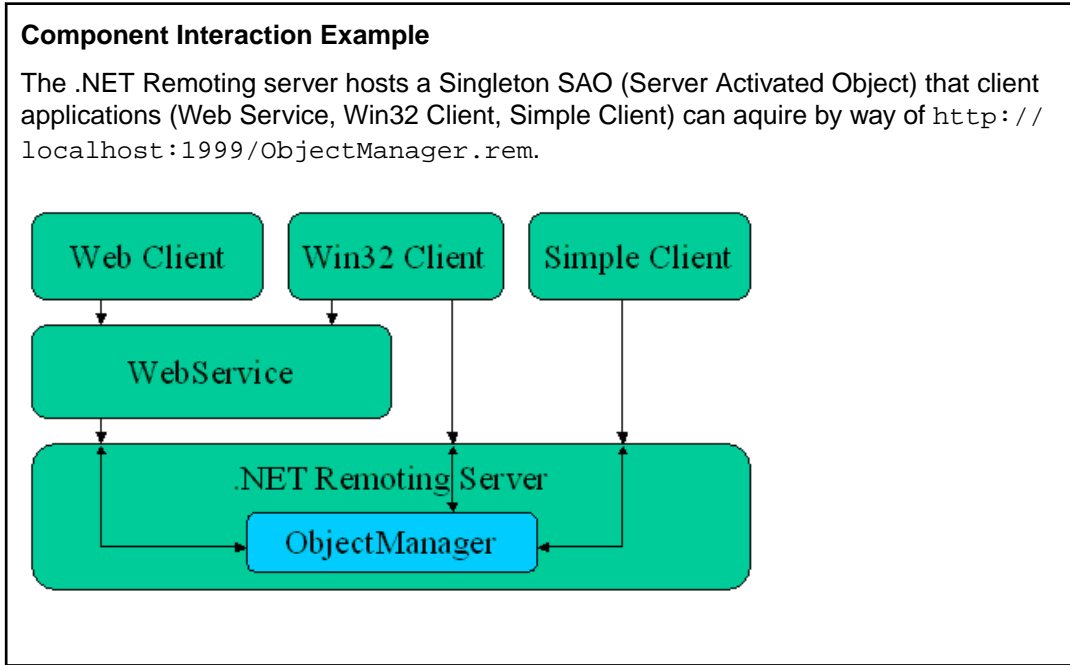 Component Interaction Example
The .NET Remoting server hosts a Singleton SAO (Server Activated Object) that client
applications (Web Service, Win32 Client, Simple Client) can aquire by way of http://
localhost:1999/ObjectManager.rem.
Web Client
Win32 Client
Simple Client
WebService
.NET Remoting Server
ObjectManager